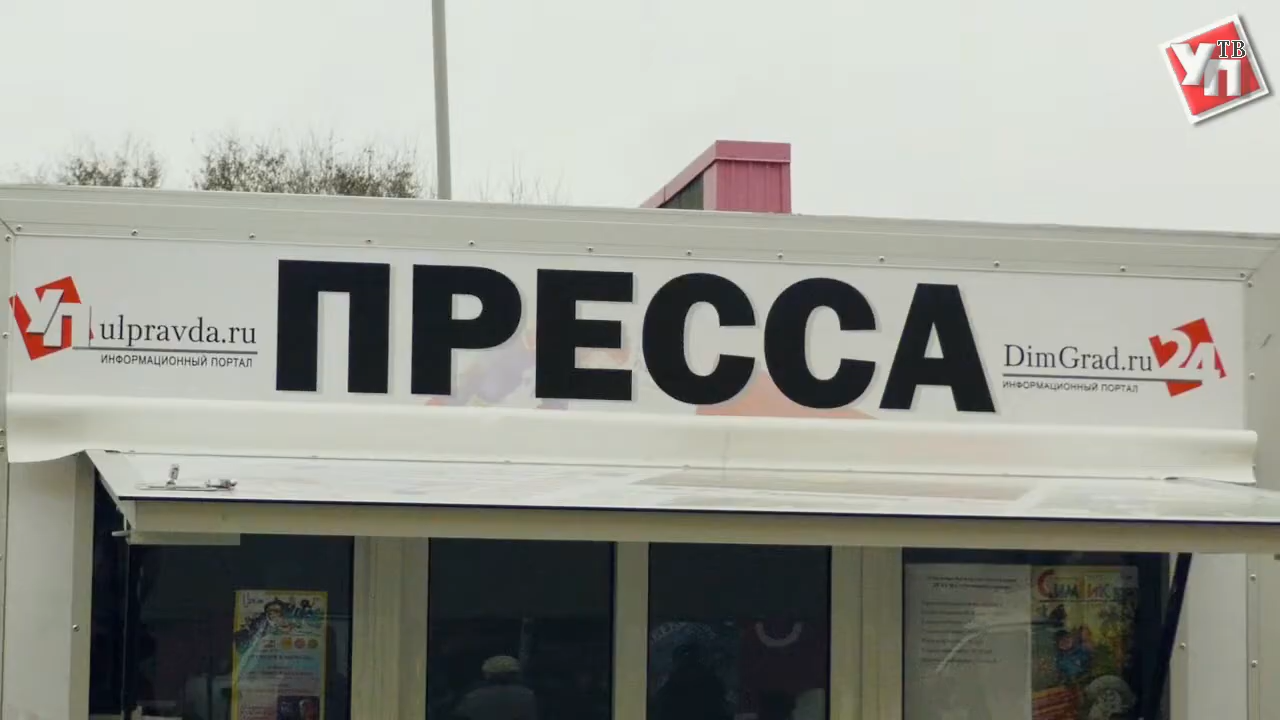 УП ТВ
ПРЕССА
УП ulpravda.ru
ИНФОРМАЦИОННЫЙ ПОРТАЛ
DimGrad.ru 24
ИНФОРМАЦИОННЫЙ ПОРТАЛ
СИМБИК